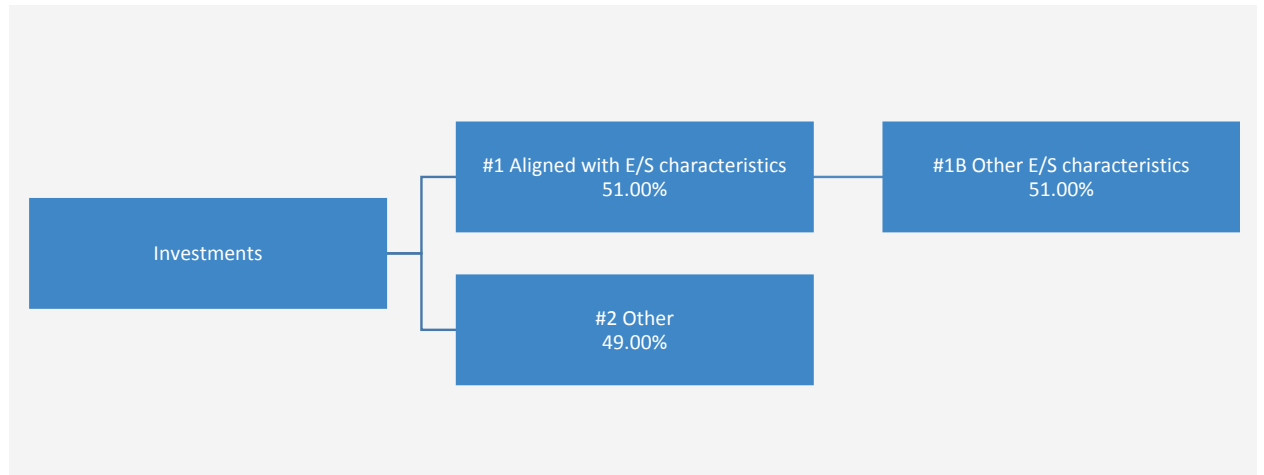 Investments
#1 Aligned with E/S characteristics
51.00%
#1B Other E/S characteristics
51.00%
#2 Other
49.00%